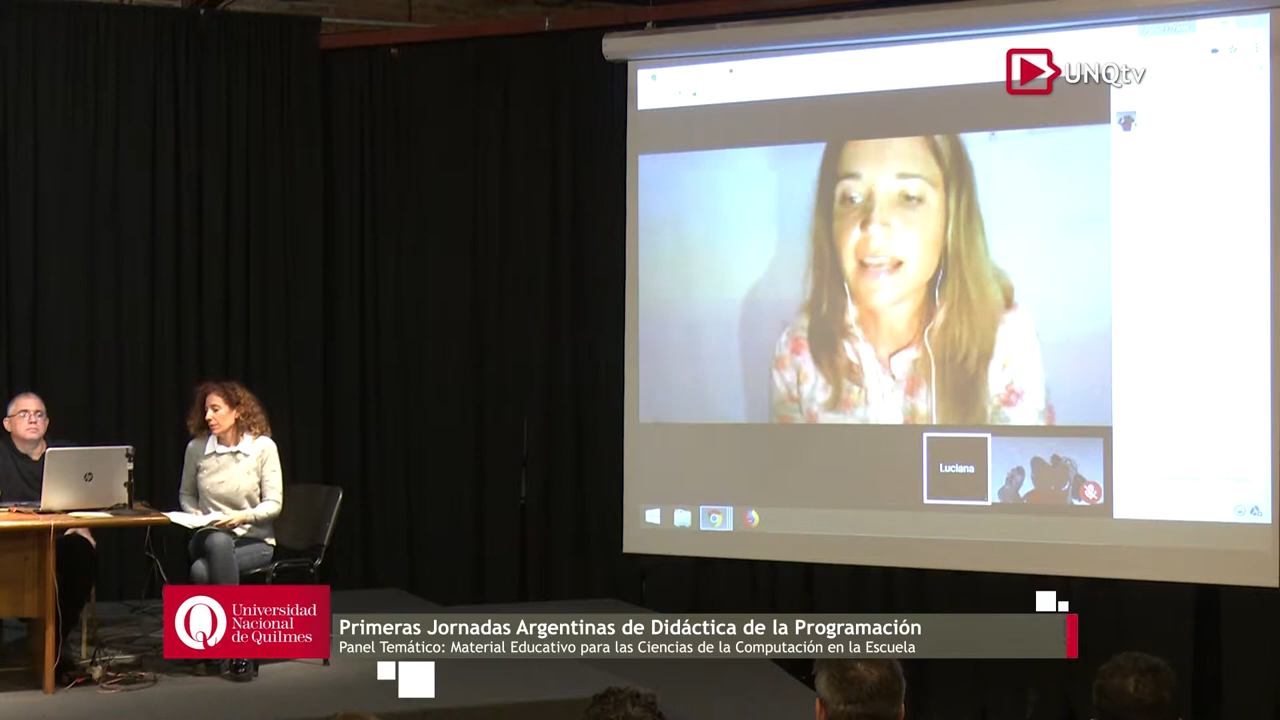 UNQtv
Luciana
hp
Universidad
Nacional
de Quilmes
Primeras Jornadas Argentinas de Didáctica de la Programación
Panel Temático: Material Educativo para las Ciencias de la Computación en la Escuela